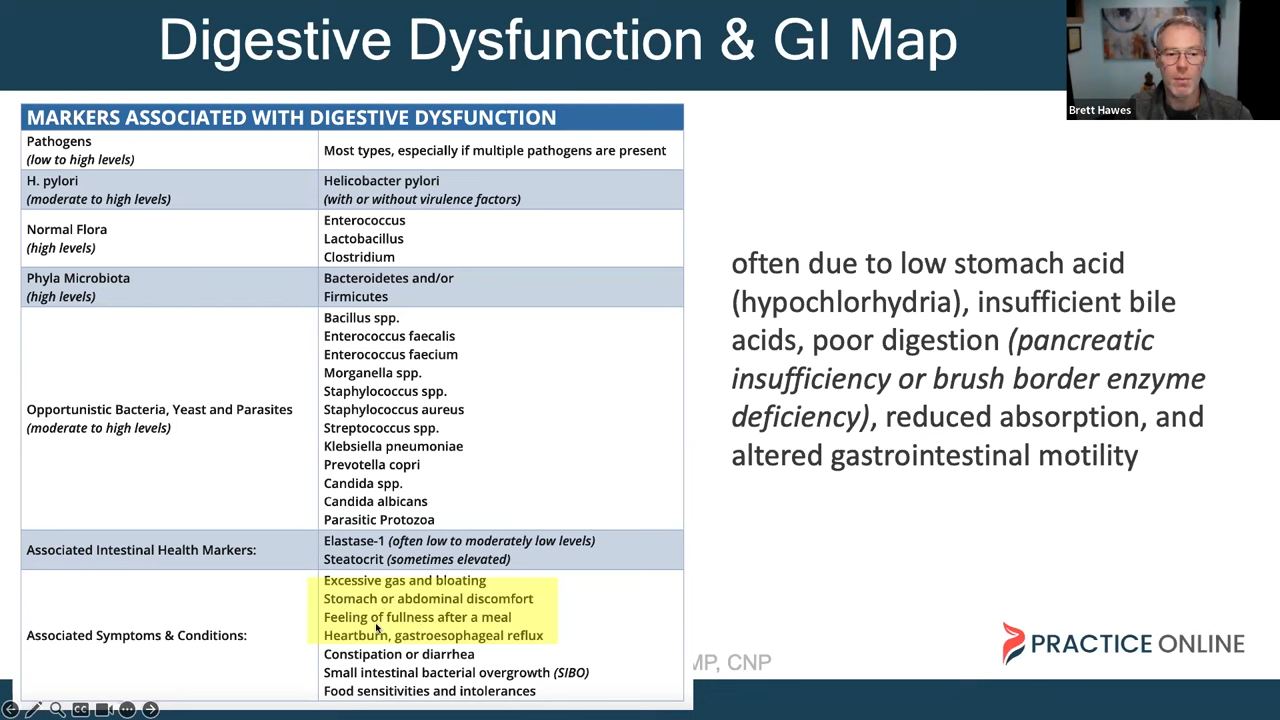 Digestive Dysfunction & GI Map
Brett Hawes
MARKERS ASSOCIATED WITH DIGESTIVE DYSFUNCTION
Pathogens
(low to high levels)
Most types, especially if multiple pathogens are present
H. pylori
(moderate to high levels)
Helicobacter pylori
(with or without virulence factors)
Normal Flora
(high levels)
Enterococcus
Lactobacillus
Clostridium
Phyla Microbiota
(high levels)
Bacteroidetes and/or
Firmicutes
Opportunistic Bacteria, Yeast and Parasites
(moderate to high levels)
Bacillus spp.
Enterococcus faecalis
Enterococcus faecium
Morganella spp.
Staphylococcus spp.
Staphylococcus aureus
Streptococcus spp.
Klebsiella pneumoniae
Prevotella copri
Candida spp.
Candida albicans
Parasitic Protozoa
Associated Intestinal Health Markers:
Elastase-1 (often low to moderately low levels)
Steatocrit (sometimes elevated)
Associated Symptoms & Conditions:
Excessive gas and bloating
Stomach or abdominal discomfort
Feeling of fullness after a meal
Heartburn, gastroesophageal reflux
Constipation or diarrhea
Small intestinal bacterial overgrowth (SIBO)
Food sensitivities and intolerances
often due to low stomach acid
(hypochlorhydria), insufficient bile
acids, poor digestion (pancreatic
insufficiency or brush border enzyme
deficiency), reduced absorption, and
altered gastrointestinal motility
MP, CNP
PRACTICE ONLINE
CC